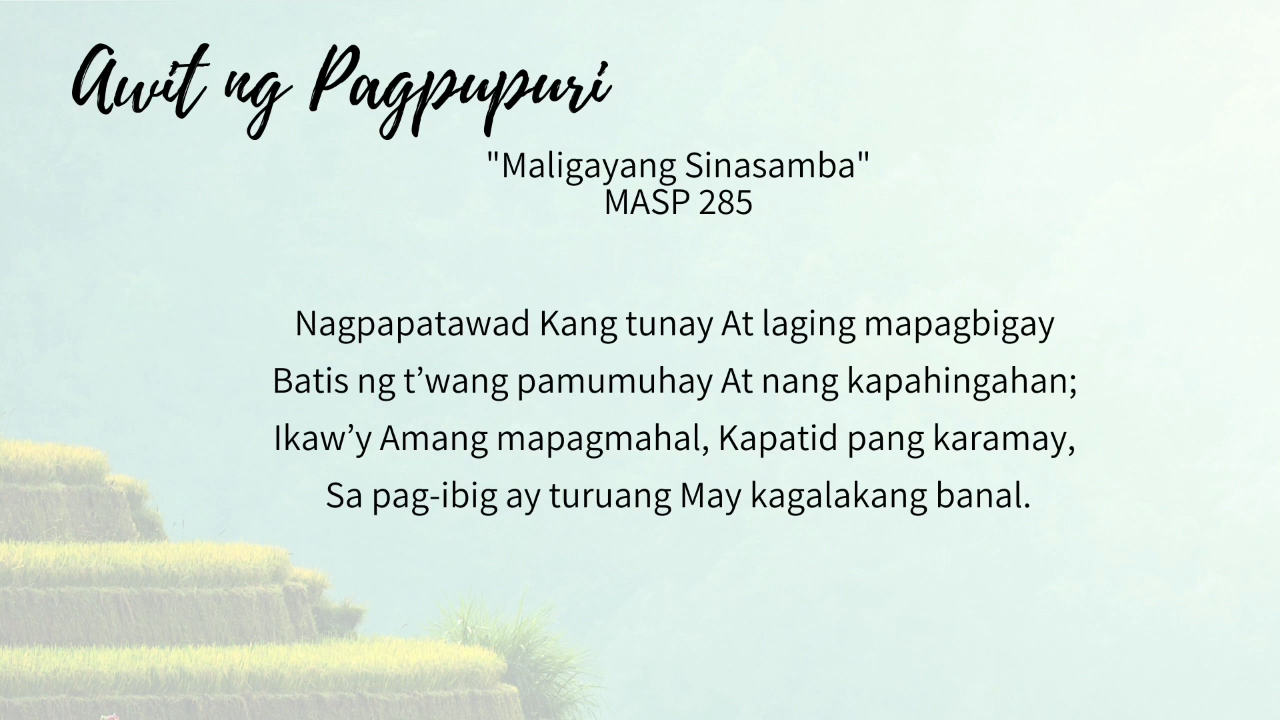 Awit ng Pagpupuri
"Maligayang Sinasamba"
MASP 285
Nagpapatawad Kang tunay At laging mapagbigay
Batis ng t’wang pamumuhay At nang kapahingahan;
Ikaw’y Amang mapagmahal, Kapatid pang karamay,
Sa pag-ibig ay turuang May kagalakang banal.